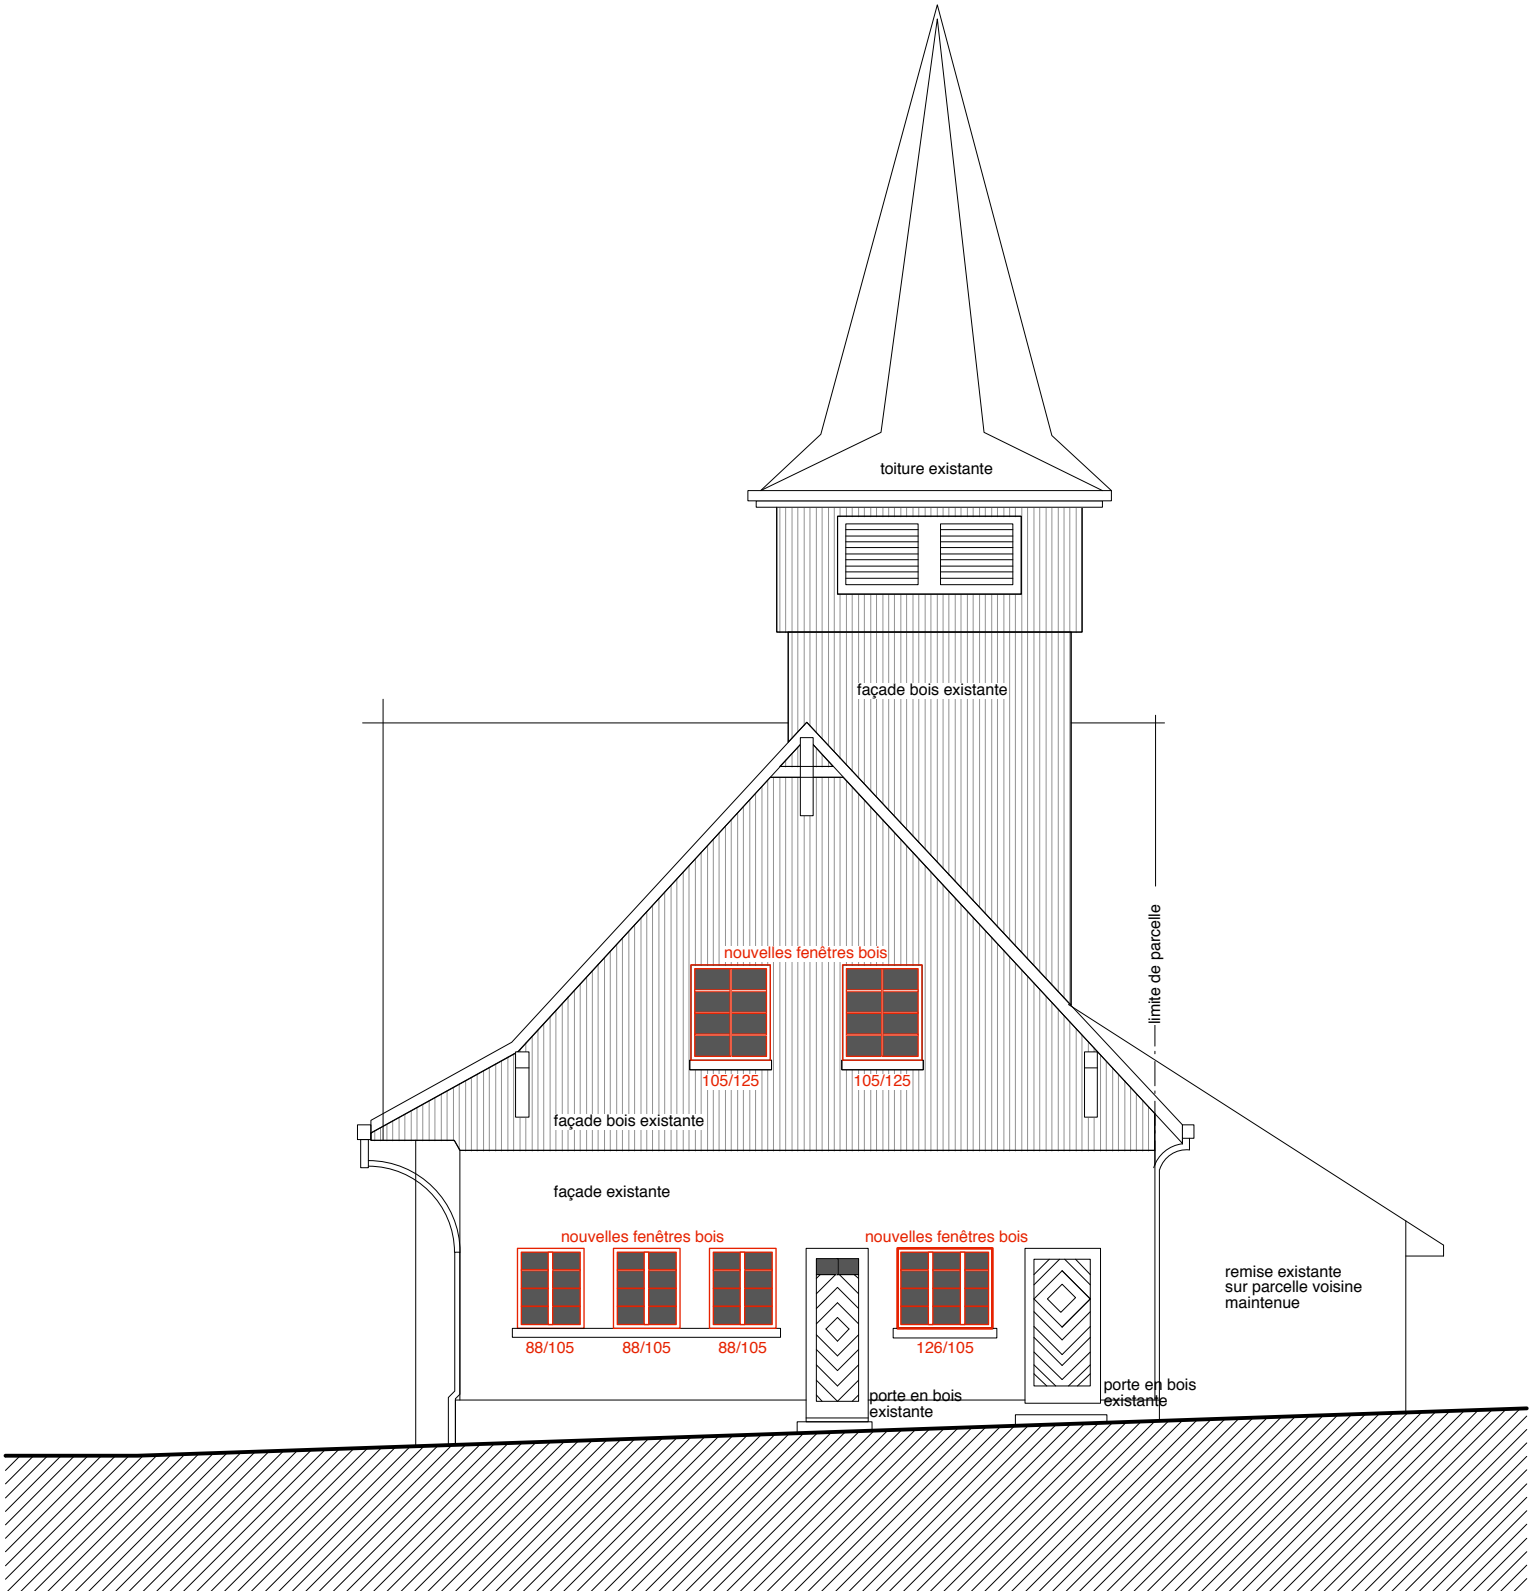 toiture existante
façade bois existante
limite de parcelle
nouvelles fenêtres bois
105/125
105/125
façade bois existante
façade existante
nouvelles fenêtres bois
nouvelles fenêtres bois
88/105
88/105
88/105
126/105
remise existante
sur parcelle voisine
maintenue
porte en bois
existante
porte en bois
existante